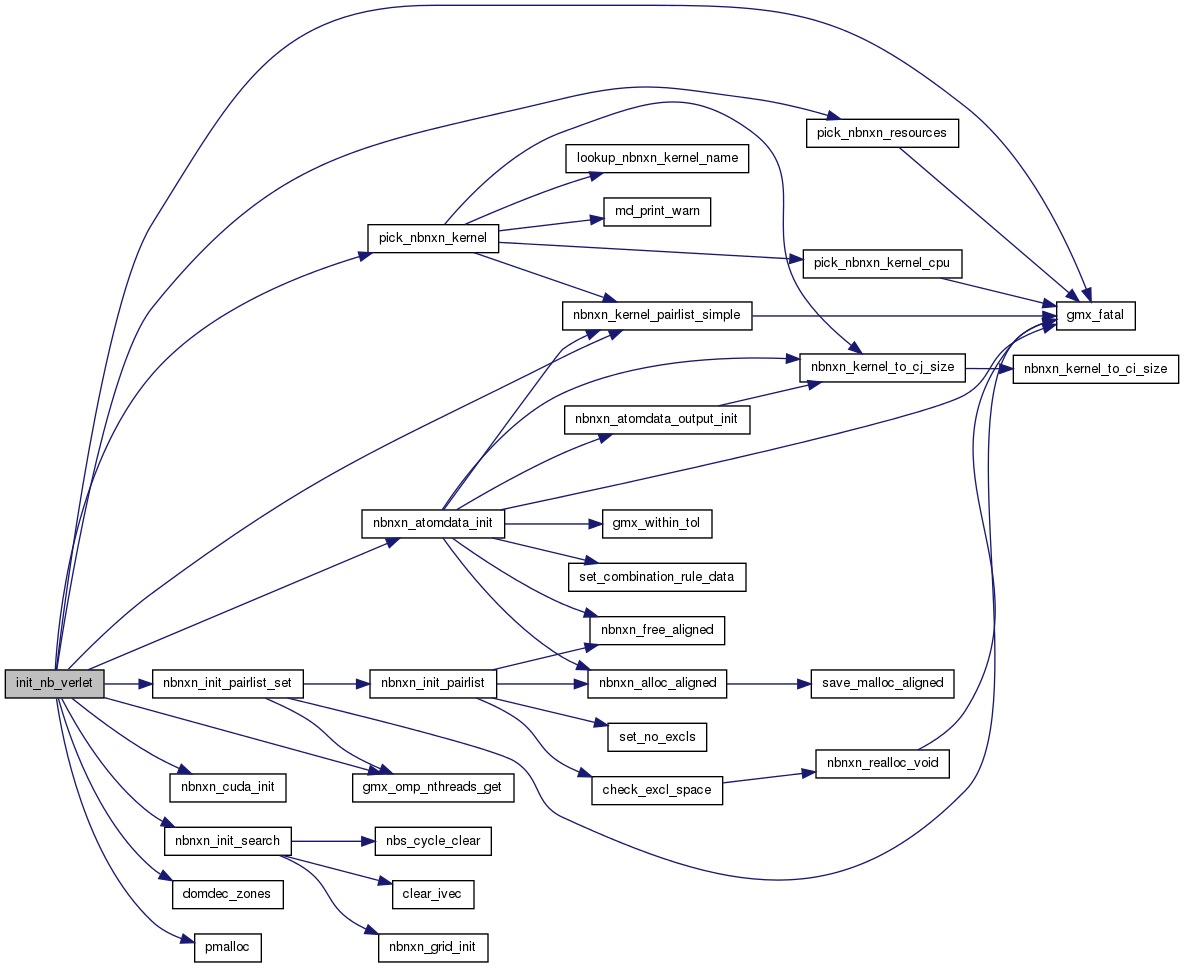 pick_nbnxn_resources
lookup_nbnxn_kernel_name
md_print_warn
pick_nbnxn_kernel
pick_nbnxn_kernel_cpu
nbnxn_kernel_pairlist_simple
gmx_fatal
nbnxn_kernel_to_cj_size
nbnxn_kernel_to_ci_size
nbnxn_atomdata_output_init
nbnxn_atomdata_init
gmx_within_tol
set_combination_rule_data
nbnxn_free_aligned
init_nb_verlet
nbnxn_init_pairlist_set
nbnxn_init_pairlist
nbnxn_alloc_aligned
save_malloc_aligned
set_no_excls
nbnxn_realloc_void
nbnxn_cuda_init
gmx_omp_nthreads_get
check_excl_space
nbnxn_init_search
nbs_cycle_clear
domdec_zones
clear_ivec
pmalloc
nbnxn_grid_init